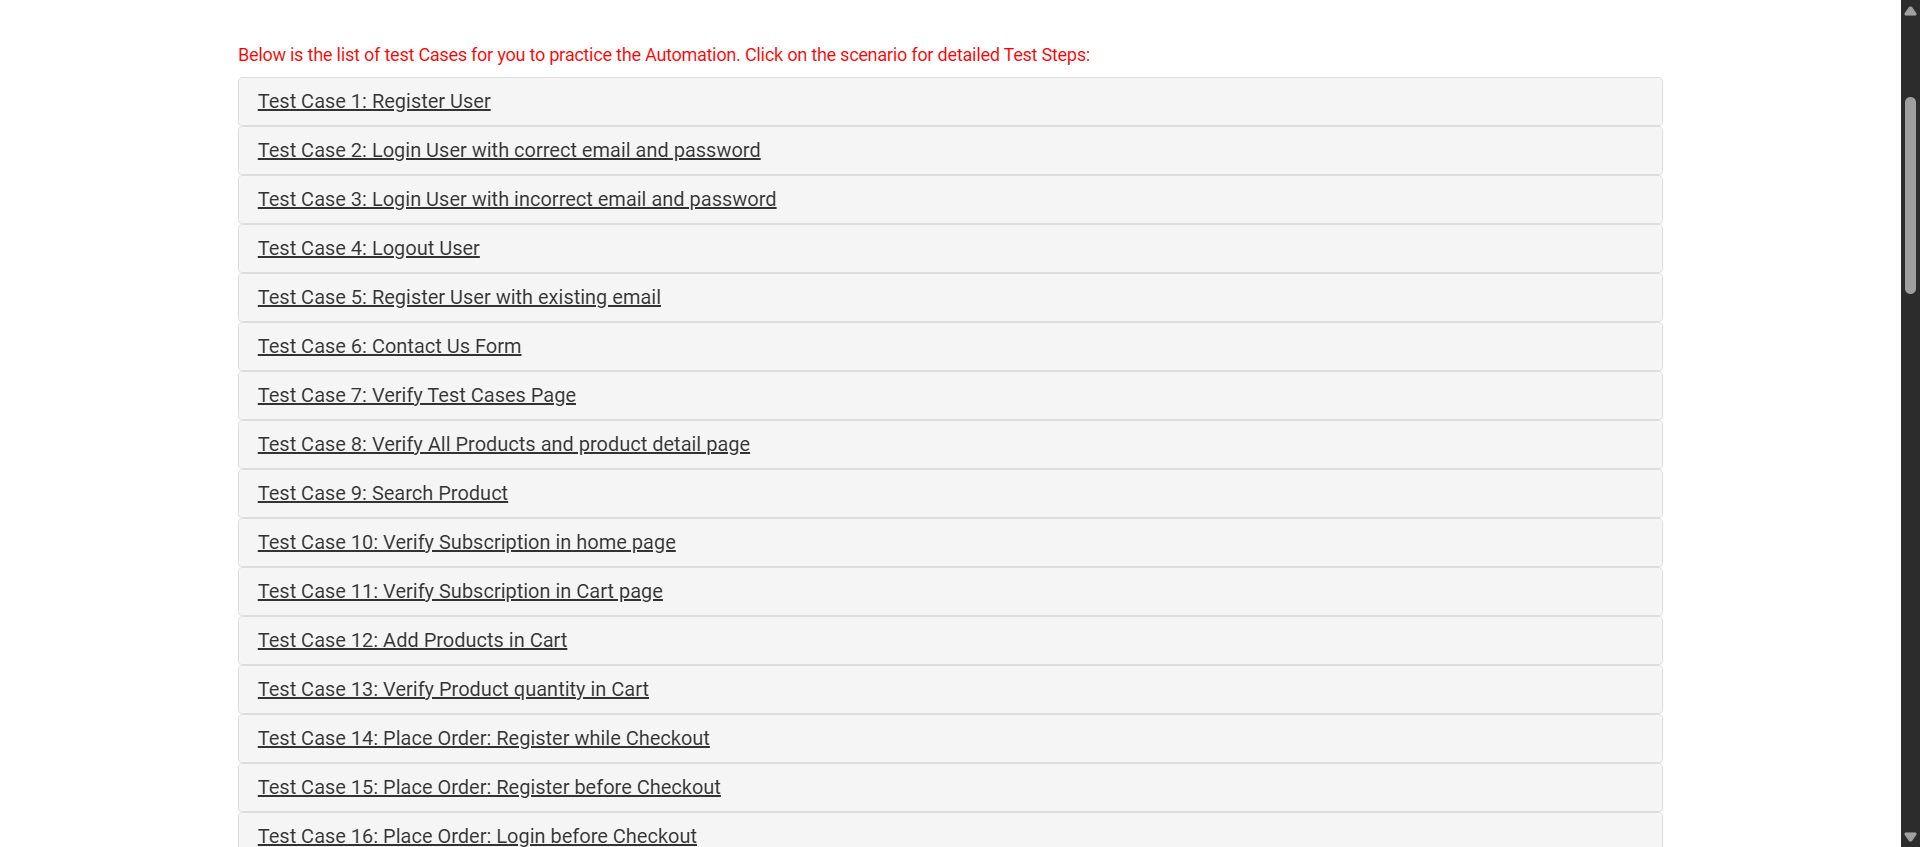 Below is the list of test Cases for you to practice the Automation. Click on the scenario for detailed Test Steps:
Test Case 1: Register User
Test Case 2: Login User with correct email and password
Test Case 3: Login User with incorrect email and password
Test Case 4: Logout User
Test Case 5: Register User with existing email
Test Case 6: Contact Us Form
Test Case 7: Verify Test Cases Page
Test Case 8: Verify All Products and product detail page
Test Case 9: Search Product
Test Case 10: Verify Subscription in home page
Test Case 11: Verify Subscription in Cart page
Test Case 12: Add Products in Cart
Test Case 13: Verify Product quantity in Cart
Test Case 14: Place Order: Register while Checkout
Test Case 15: Place Order: Register before Checkout
Test Case 16: Place Order: Login before Checkout